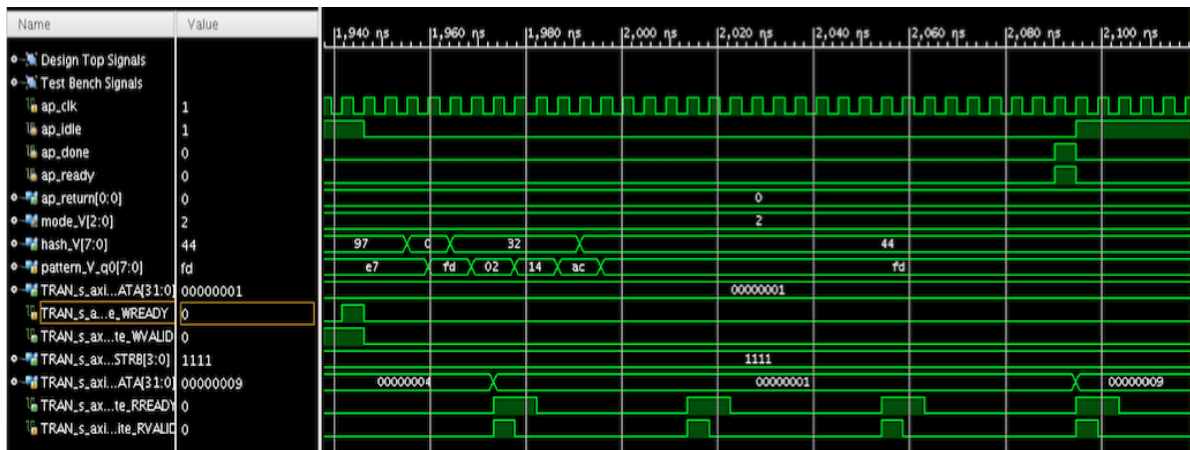 Name Value
1,940 ns 1,960 ns 1,980 ns 2,000 ns 2,020 ns 2,040 ns 2,060 ns 2,080 ns 2,100 ns
Design Top Signals
Test Bench Signals
ap_clk 1
ap_idle 1
ap_done 0
ap_ready 0
ap_return[0:0] 0 0
mode_V[2:0] 2 2
hash_V[7:0] 44 97 0 32 44
pattern_V_q0[7:0] fd e7 fd 02 14 ac fd
TRAN_s_axi...ATA[31:0] 00000001 00000001
TRAN_s_a...e_WREADY 0
TRAN_s_ax...te_WVALID 0
TRAN_s_ax...STRB[3:0] 1111 1111
TRAN_s_axi...ATA[31:0] 00000009 00000004 00000001 00000009
TRAN_s_ax...te_RREADY 0
TRAN_s_axi...ite_RVALID 0